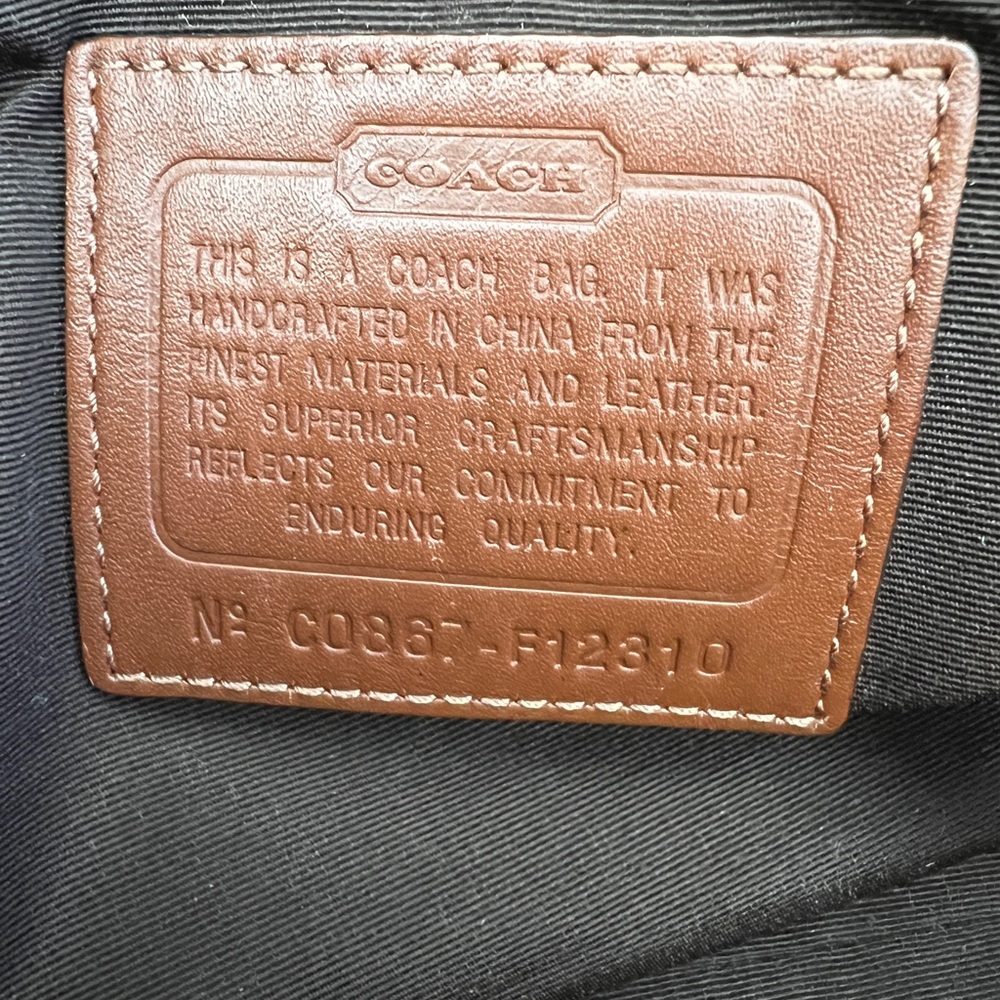 COACH
THIS IS A COACH BAG. IT WAS
HANDCRAFTED IN CHINA FROM THE
FINEST MATERIALS AND LEATHER.
ITS SUPERIOR CRAFTSMANSHIP
REFLECTS OUR COMMITMENT TO
ENDURING QUALITY.
Nº C0867-F12310